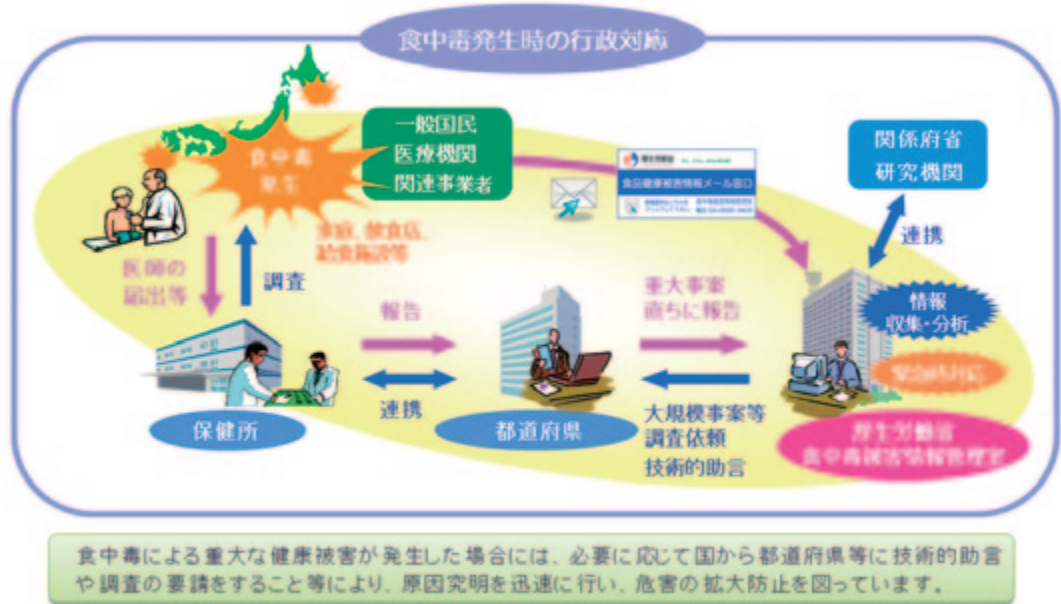 食中毒発生時の行政対応
食中毒
発生
一般国民
医療機関
関連事業者
食品健康被害情報メール窓口
関係府省
研究機関
連携
家庭、飲食店、
給食施設等
医師の
届出等
調査
報告
連携
重大事案
直ちに報告
大規模事案等
調査依頼
技術的助言
情報
収集・分析
緊急時対応
保健所
都道府県
厚生労働省
食中毒被害情報管理室
食中毒による重大な健康被害が発生した場合には、必要に応じて国から都道府県等に技術的助言
や調査の要請をすること等により、原因究明を迅速に行い、危害の拡大防止を図っています。